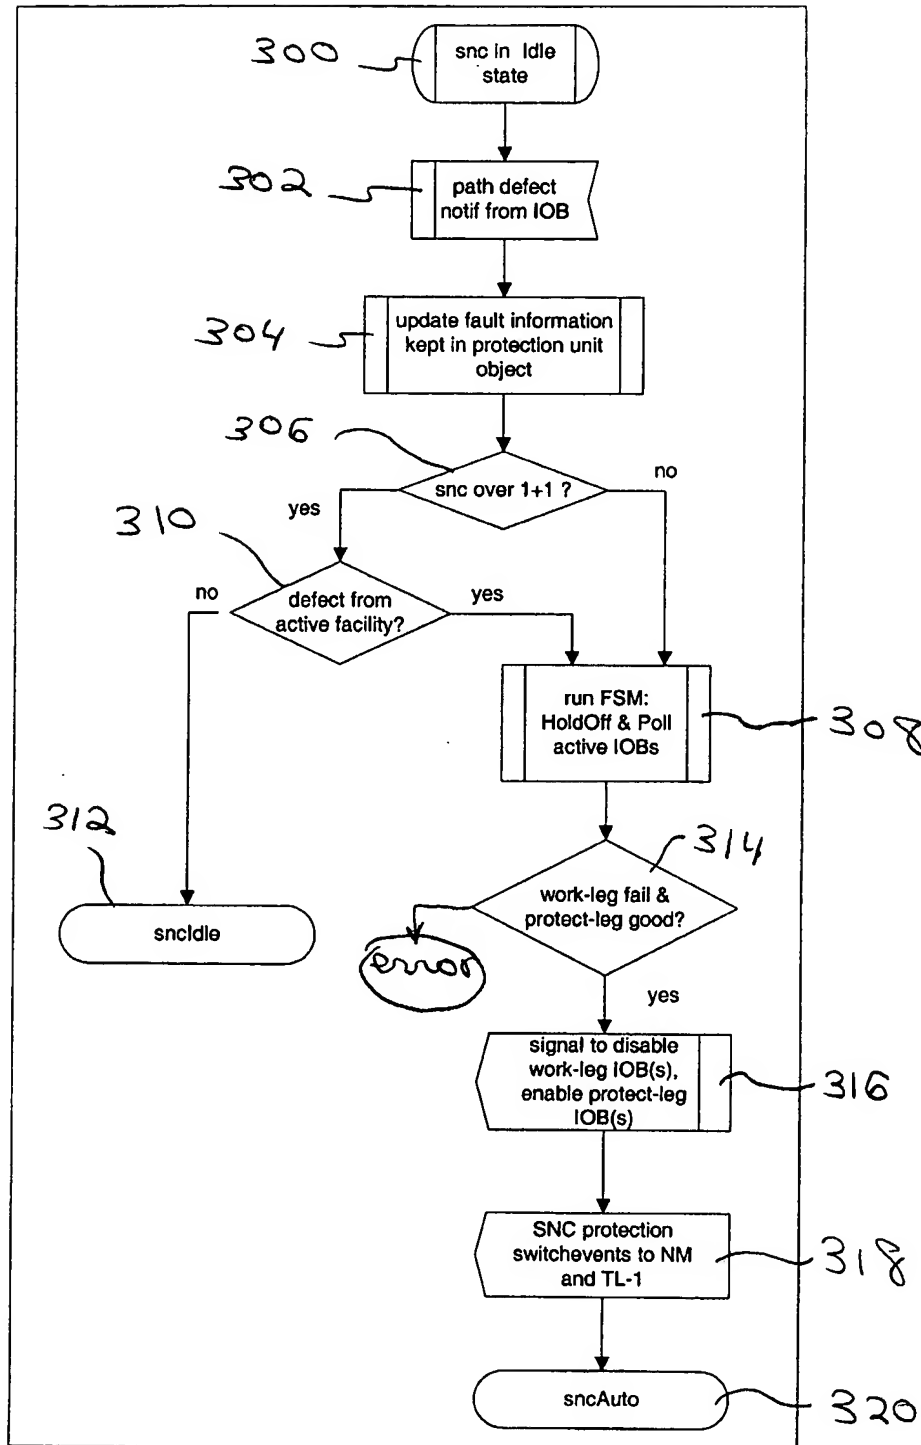 300
snc in Idle
state
302
path defect
notif from IOB
304
update fault information
kept in protection unit
object
306
snc over 1+1 ?
no
yes
310
no
defect from
active facility?
yes
run FSM:
HoldOff & Poll
active IOBs
308
312
314
work-leg fail &
protect-leg good?
sncIdle
error
yes
signal to disable
work-leg IOB(s),
enable protect-leg
IOB(s)
316
SNC protection
switchevents to NM
and TL-1
318
sncAuto
320